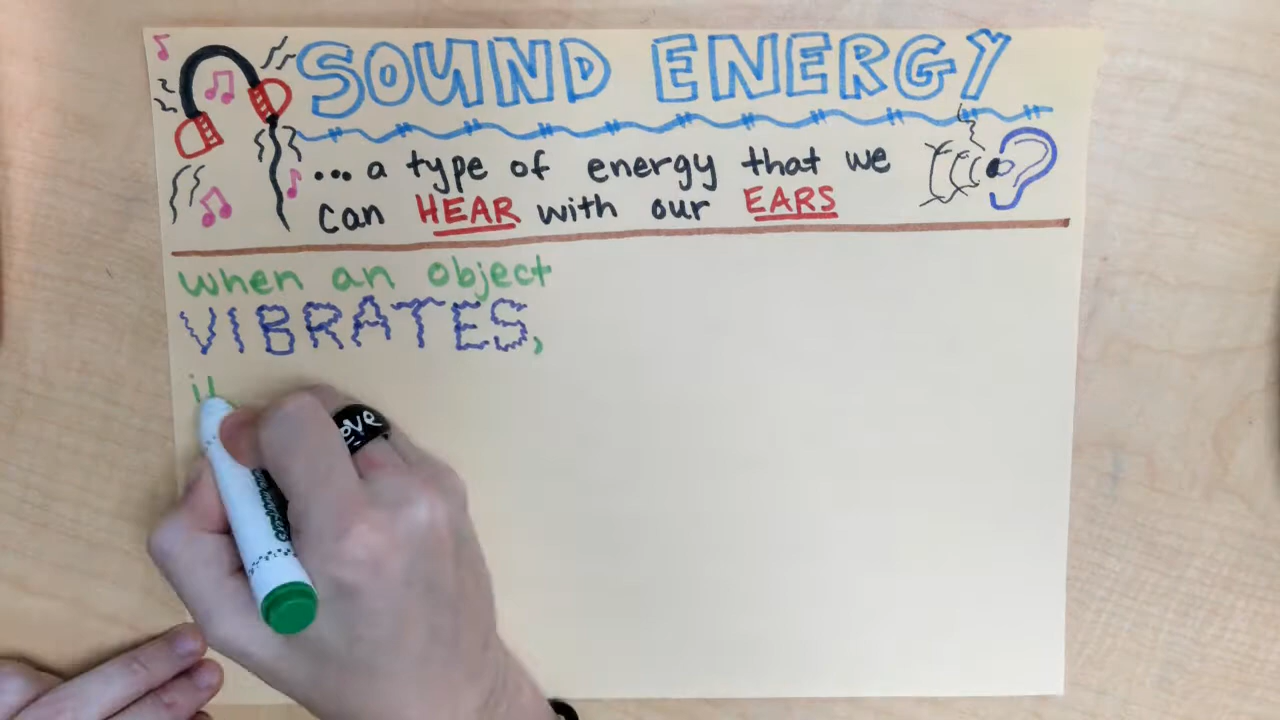 SOUND ENERGY
... a type of energy that we
can HEAR with our EARS
when an object
VIBRATES,